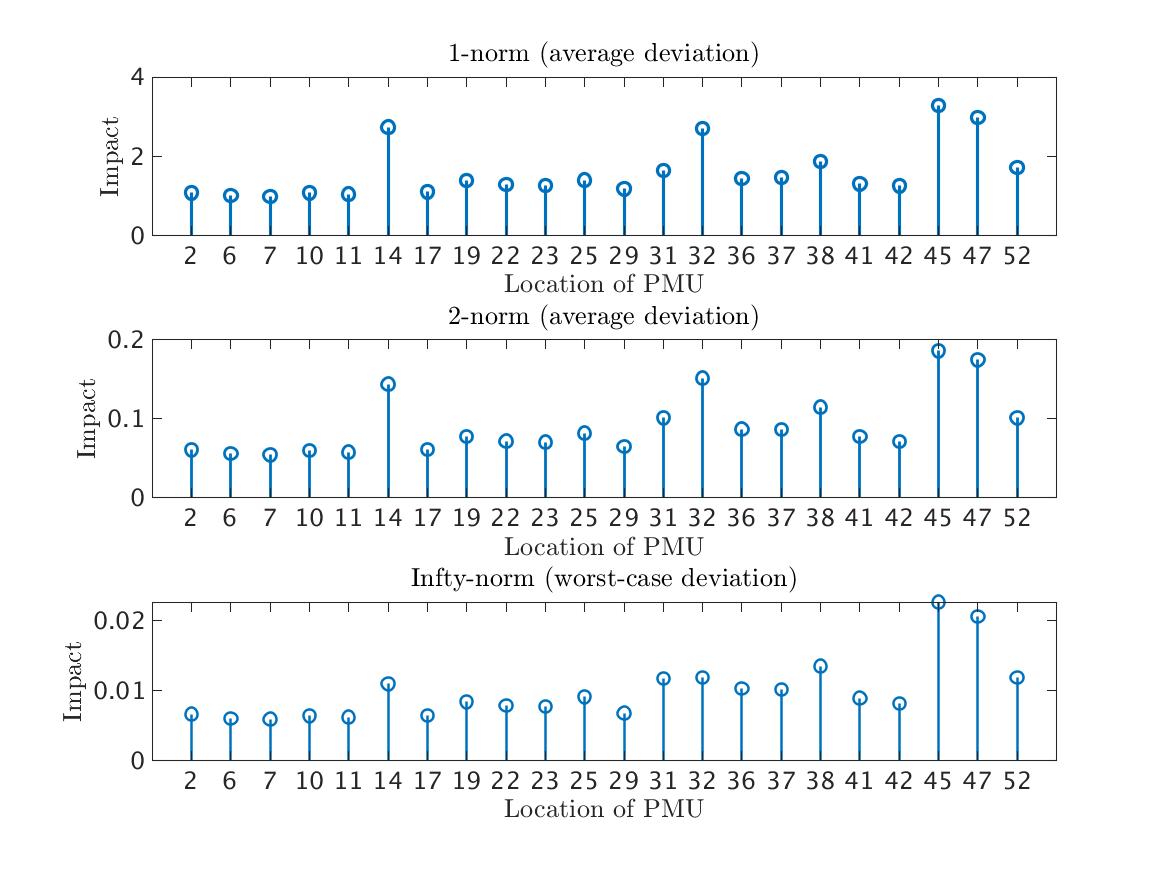 1-norm (average deviation)
4
2
0
Impact
2 6 7 10 11 14 17 19 22 23 25 29 31 32 36 37 38 41 42 45 47 52
Location of PMU
2-norm (average deviation)
0.2
0.1
0
Impact
2 6 7 10 11 14 17 19 22 23 25 29 31 32 36 37 38 41 42 45 47 52
Location of PMU
Infty-norm (worst-case deviation)
0.02
0.01
0
Impact
2 6 7 10 11 14 17 19 22 23 25 29 31 32 36 37 38 41 42 45 47 52
Location of PMU